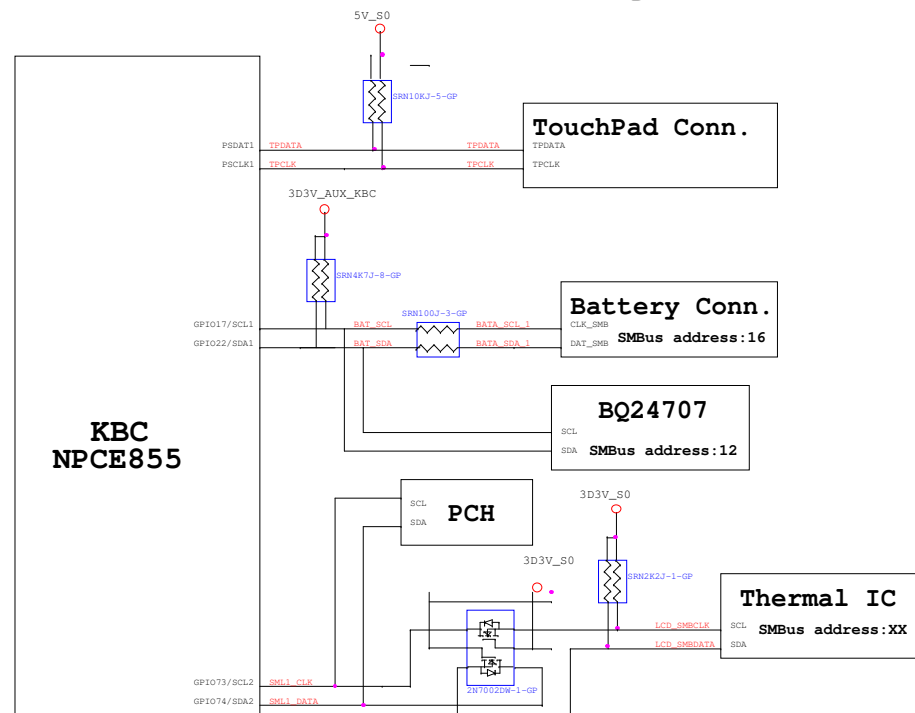 5V_S0
SRN10KJ-5-GP
TouchPad Conn.
PSDAT1 TPDATA TPDATA TPDATA
PSCLK1 TPCLK TPCLK TPCLK
3D3V_AUX_KBC
SRN4K7J-8-GP
SRN100J-3-GP
Battery Conn.
GPIO17/SCL1 BAT_SCL BATA_SCL_1 CLK_SMB
SMBus address:16
GPIO22/SDA1 BAT_SDA BATA_SDA_1 DAT_SMB
BQ24707
SCL
SDA SMBus address:12
KBC
NPCE855
SCL
PCH
SDA
3D3V_S0
3D3V_S0
SRN2K2J-1-GP
Thermal IC
LCD_SMBCLK SCL
SMBus address:XX
LCD_SMBDATA SDA
GPIO73/SCL2 SML1_CLK
2N7002DW-1-GP
GPIO74/SDA2 SML1_DATA